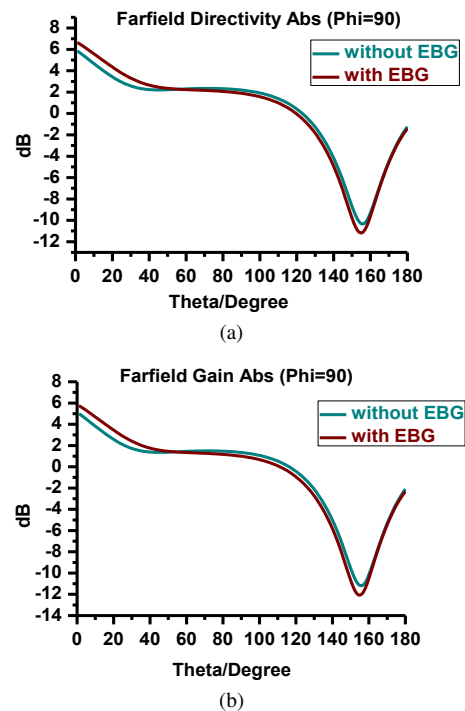 Farfield Directivity Abs (Phi=90)
without EBG
with EBG
8
6
4
2
0
-2
-4
-6
-8
-10
-12
dB
0 20 40 60 80 100 120 140 160 180
Theta/Degree
(a)
Farfield Gain Abs (Phi=90)
without EBG
with EBG
8
6
4
2
0
-2
-4
-6
-8
-10
-12
-14
dB
0 20 40 60 80 100 120 140 160 180
Theta/Degree
(b)